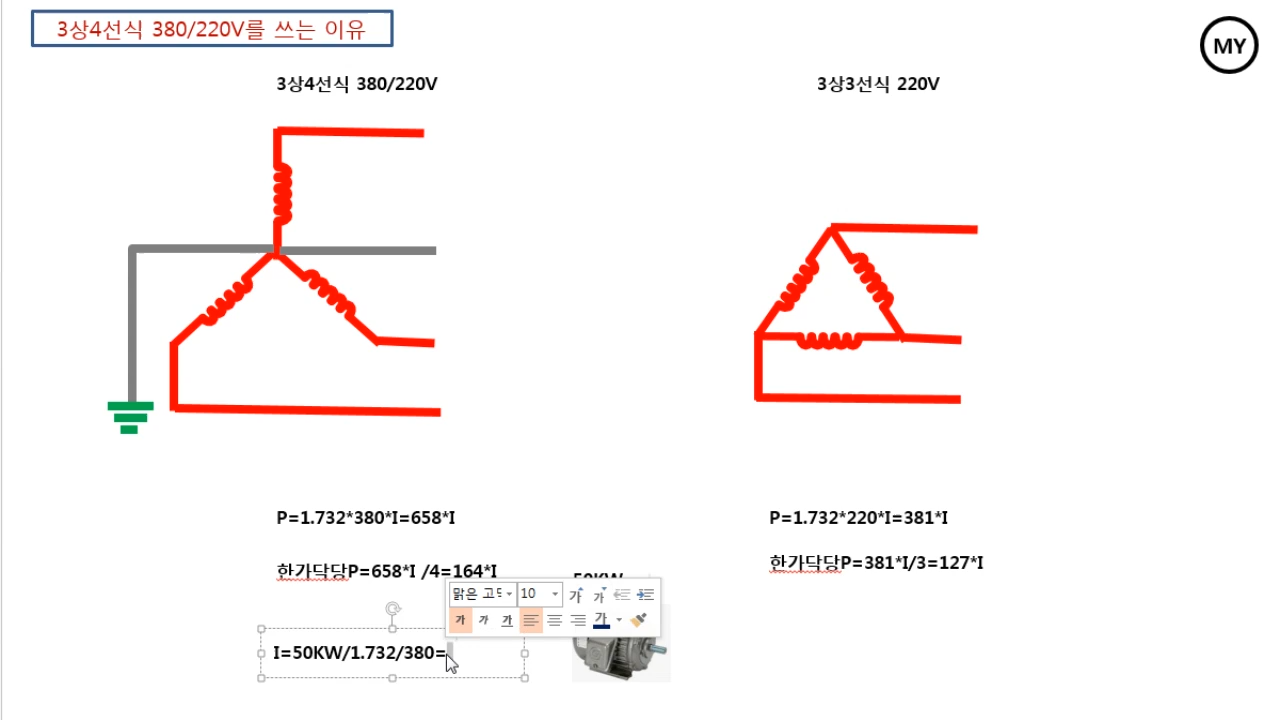 3상4선식 380/220V를 쓰는 이유
MY
3상4선식 380/220V
3상3선식 220V
P=1.732*380*I=658*I
P=1.732*220*I=381*I
한가닥당P=658*I /4=164*I
한가닥당P=381*I/3=127*I
50KW
맑은 고딕 10 가 가
가 가 가 가
I=50KW/1.732/380=